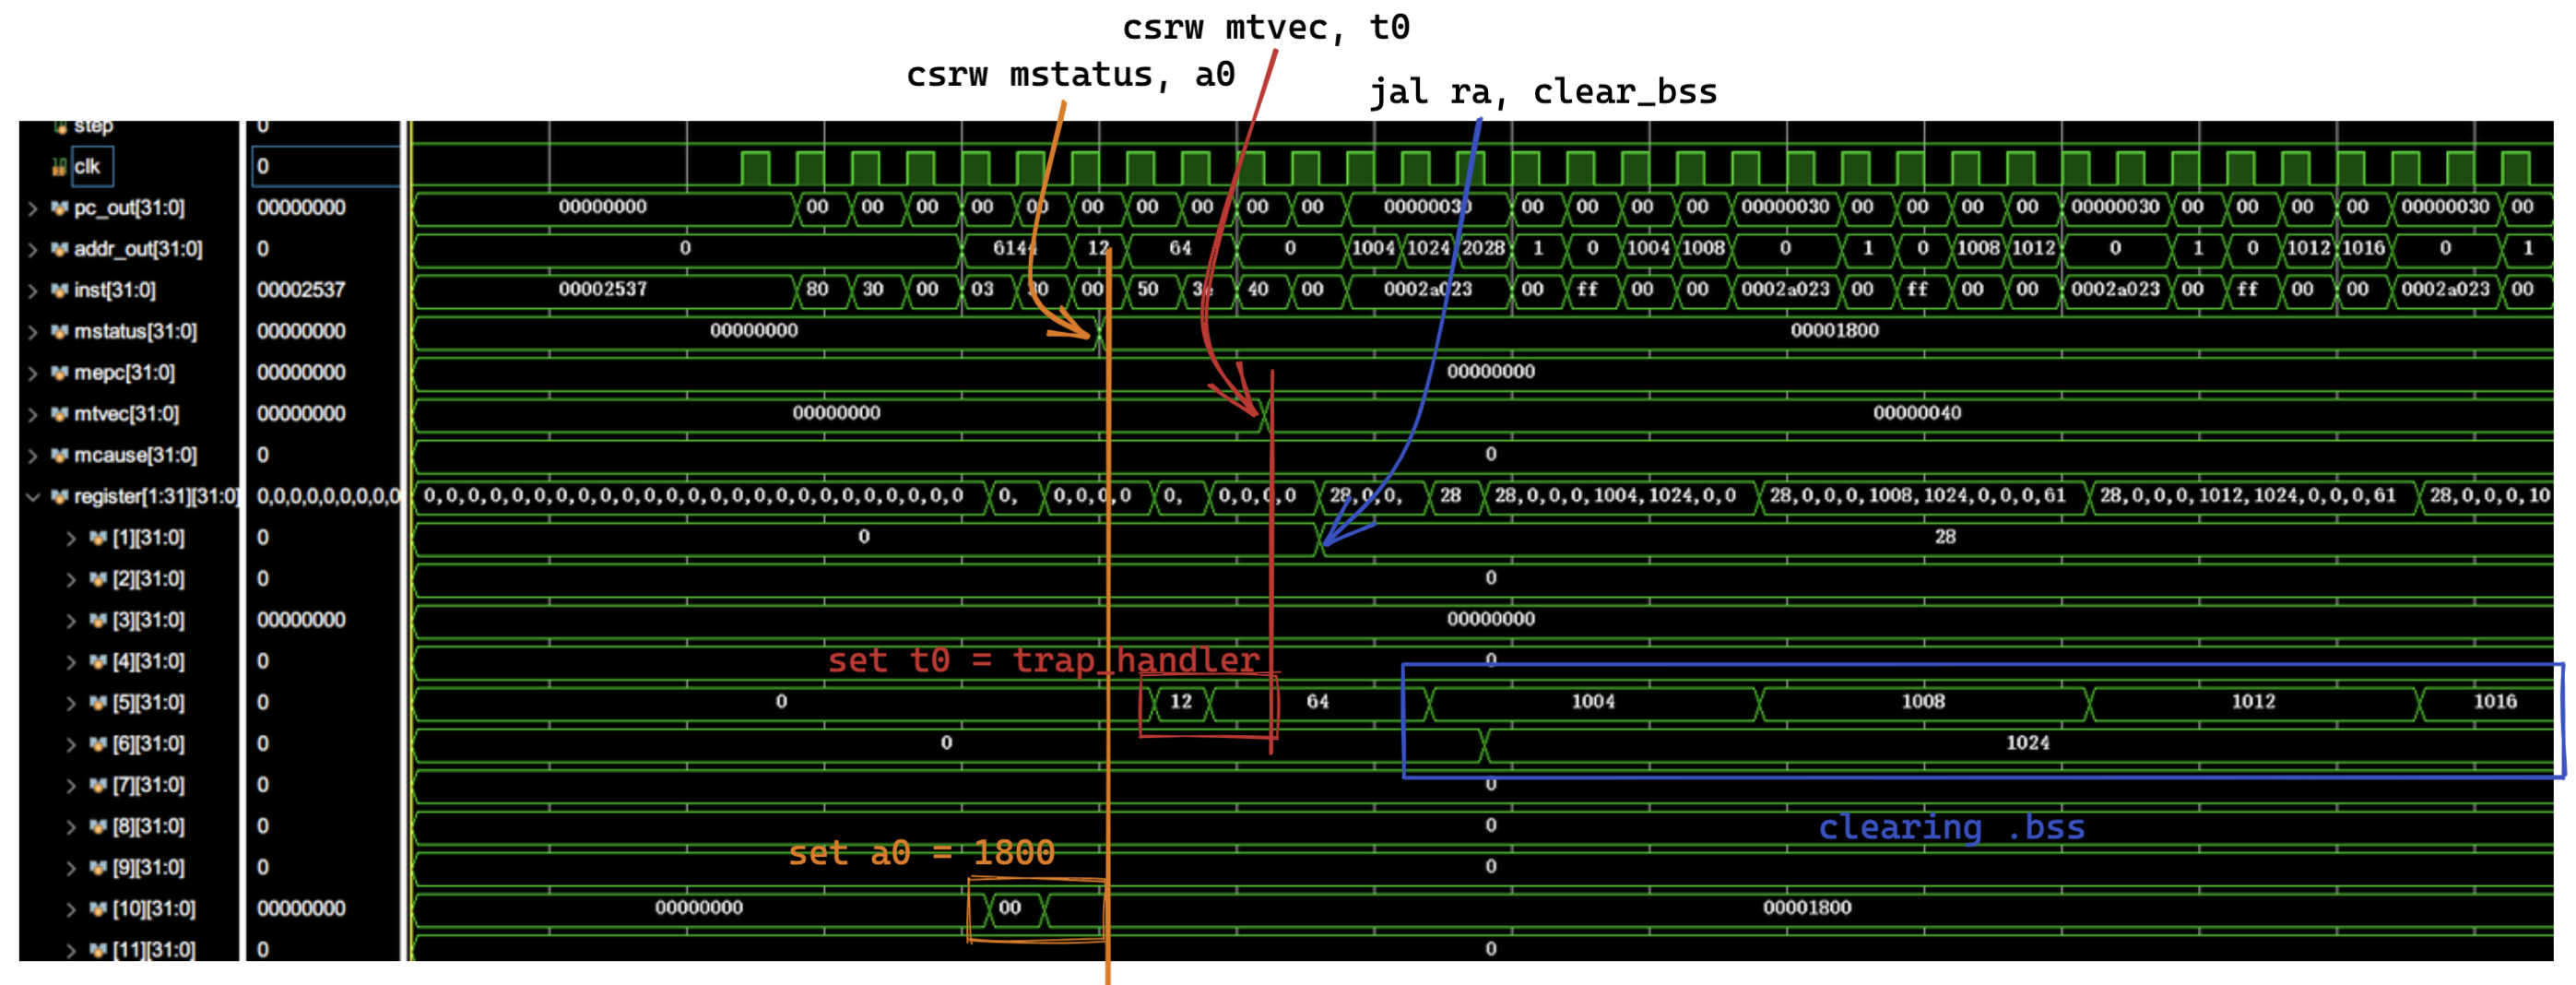 csrw mtvec, t0
csrw mstatus, a0
jal ra, clear_bss
step 0
clk 0
pc_out[31:0] 00000000 00000000 00 00 00 00 00 00 00 00 00 00 00000030 00 00 00 00 00000030 00 00 00 00 00000030 00 00 00 00 00000030 00
addr_out[31:0] 0 0 6144 12 64 0 1004 1024 2028 1 0 1004 1008 0 1 0 1008 1012 0 1 0 1012 1016 0 1
inst[31:0] 00002537 00002537 80 30 00 03 30 00 50 40 00 0002a023 00 ff 00 00 0002a023 00 ff 00 00 0002a023 00 ff 00 00 0002a023 00
mstatus[31:0] 00000000 00000000 00001800
mepc[31:0] 00000000 00000000
mtvec[31:0] 00000000 00000000 00000040
mcause[31:0] 0 0
register[1:31][31:0] 0,0,0,0,0,0,0,0,0 0,0,0,0,0,0,0,0,0,0,0,0,0,0,0,0,0,0,0,0,0,0,0,0,0 0, 0,0,0,0 0, 0,0,0,0 28,0,0, 28 28,0,0,0,1004,1024,0,0 28,0,0,0,1008,1024,0,0,0,61 28,0,0,0,1012,1024,0,0,0,61 28,0,0,0,10
[1][31:0] 0 0 28
[2][31:0] 0 0
[3][31:0] 00000000 00000000
[4][31:0] 0 0
set t0 = trap_handler
[5][31:0] 0 0 12 64 1004 1008 1012 1016
[6][31:0] 0 0 1024
[7][31:0] 0 0
[8][31:0] 0 0
clearing .bss
set a0 = 1800
[9][31:0] 0 0
[10][31:0] 00000000 00000000 00 00001800
[11][31:0] 0 0